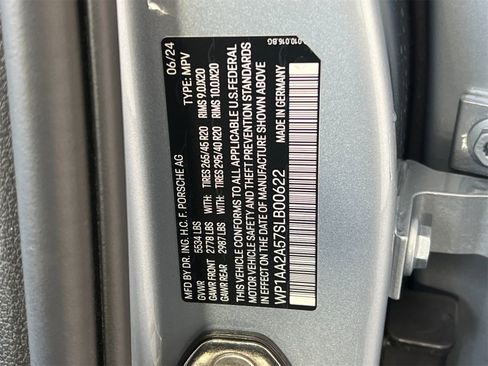 010.015.BG
MFD BY DR. ING. H.C. F. PORSCHE AG 06/24
GVWR 5534 LBS TYPE: MPV
GAWR FRONT 2778 LBS WITH: TIRES 265/45 R20 RIMS 9.0JX20
GAWR REAR 2987 LBS WITH: TIRES 295/40 R20 RIMS 10.0JX20
THIS VEHICLE CONFORMS TO ALL APPLICABLE U.S. FEDERAL
MOTOR VEHICLE SAFETY AND THEFT PREVENTION STANDARDS
IN EFFECT ON THE DATE OF MANUFACTURE SHOWN ABOVE
WP1AA2A57SLB00622 MADE IN GERMANY